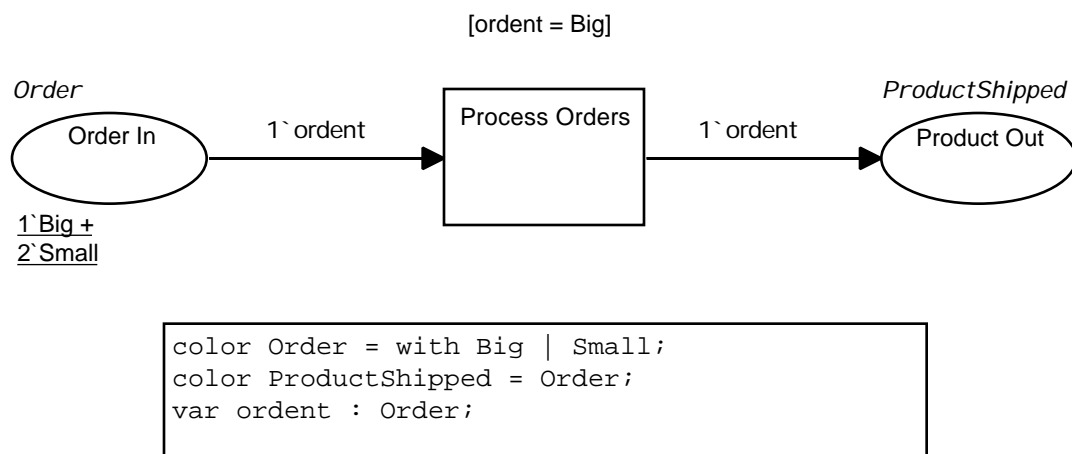 [ordent = Big]
Order
ProductShipped
Order In
1`ordent
Process Orders
1`ordent
Product Out
1`Big +
2`Small
color Order = with Big | Small;
color ProductShipped = Order;
var ordent : Order;